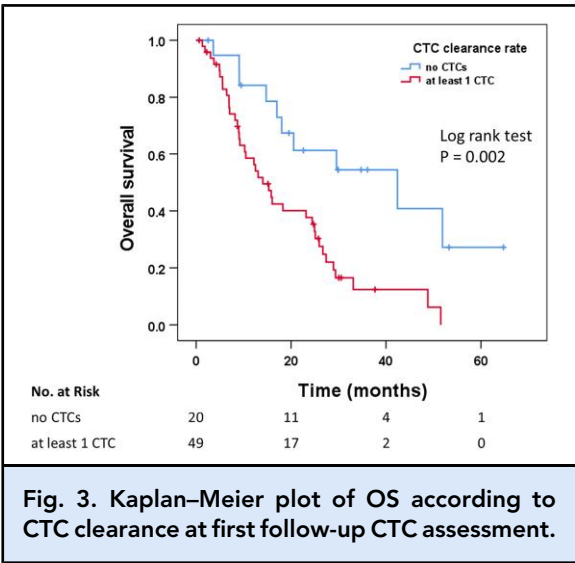 1.0
0.8
0.6
0.4
0.2
0.0
Overall survival
CTC clearance rate
no CTCs
at least 1 CTC
Log rank test
P = 0.002
0 20 40 60
No. at Risk Time (months)
no CTCs 20 11 4 1
at least 1 CTC 49 17 2 0
Fig. 3. Kaplan–Meier plot of OS according to
CTC clearance at first follow-up CTC assessment.